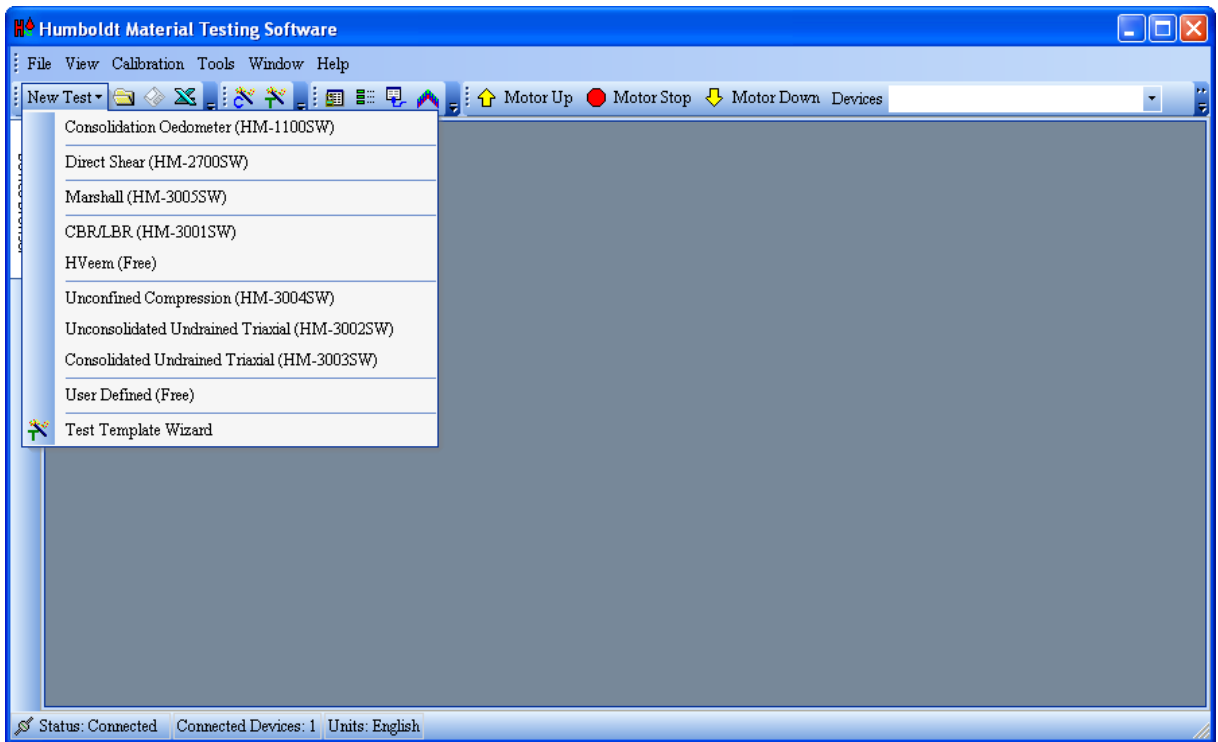 Humboldt Material Testing Software
File View Calibration Tools Window Help
New Test Motor Up Motor Stop Motor Down Devices
Consolidation Oedometer (HM-1100SW)
Direct Shear (HM-2700SW)
Marshall (HM-3005SW)
CBR/LBR (HM-3001SW)
HVeem (Free)
Unconfined Compression (HM-3004SW)
Unconsolidated Undrained Triaxial (HM-3002SW)
Consolidated Undrained Triaxial (HM-3003SW)
User Defined (Free)
Test Template Wizard
Status: Connected Connected Devices: 1 Units: English